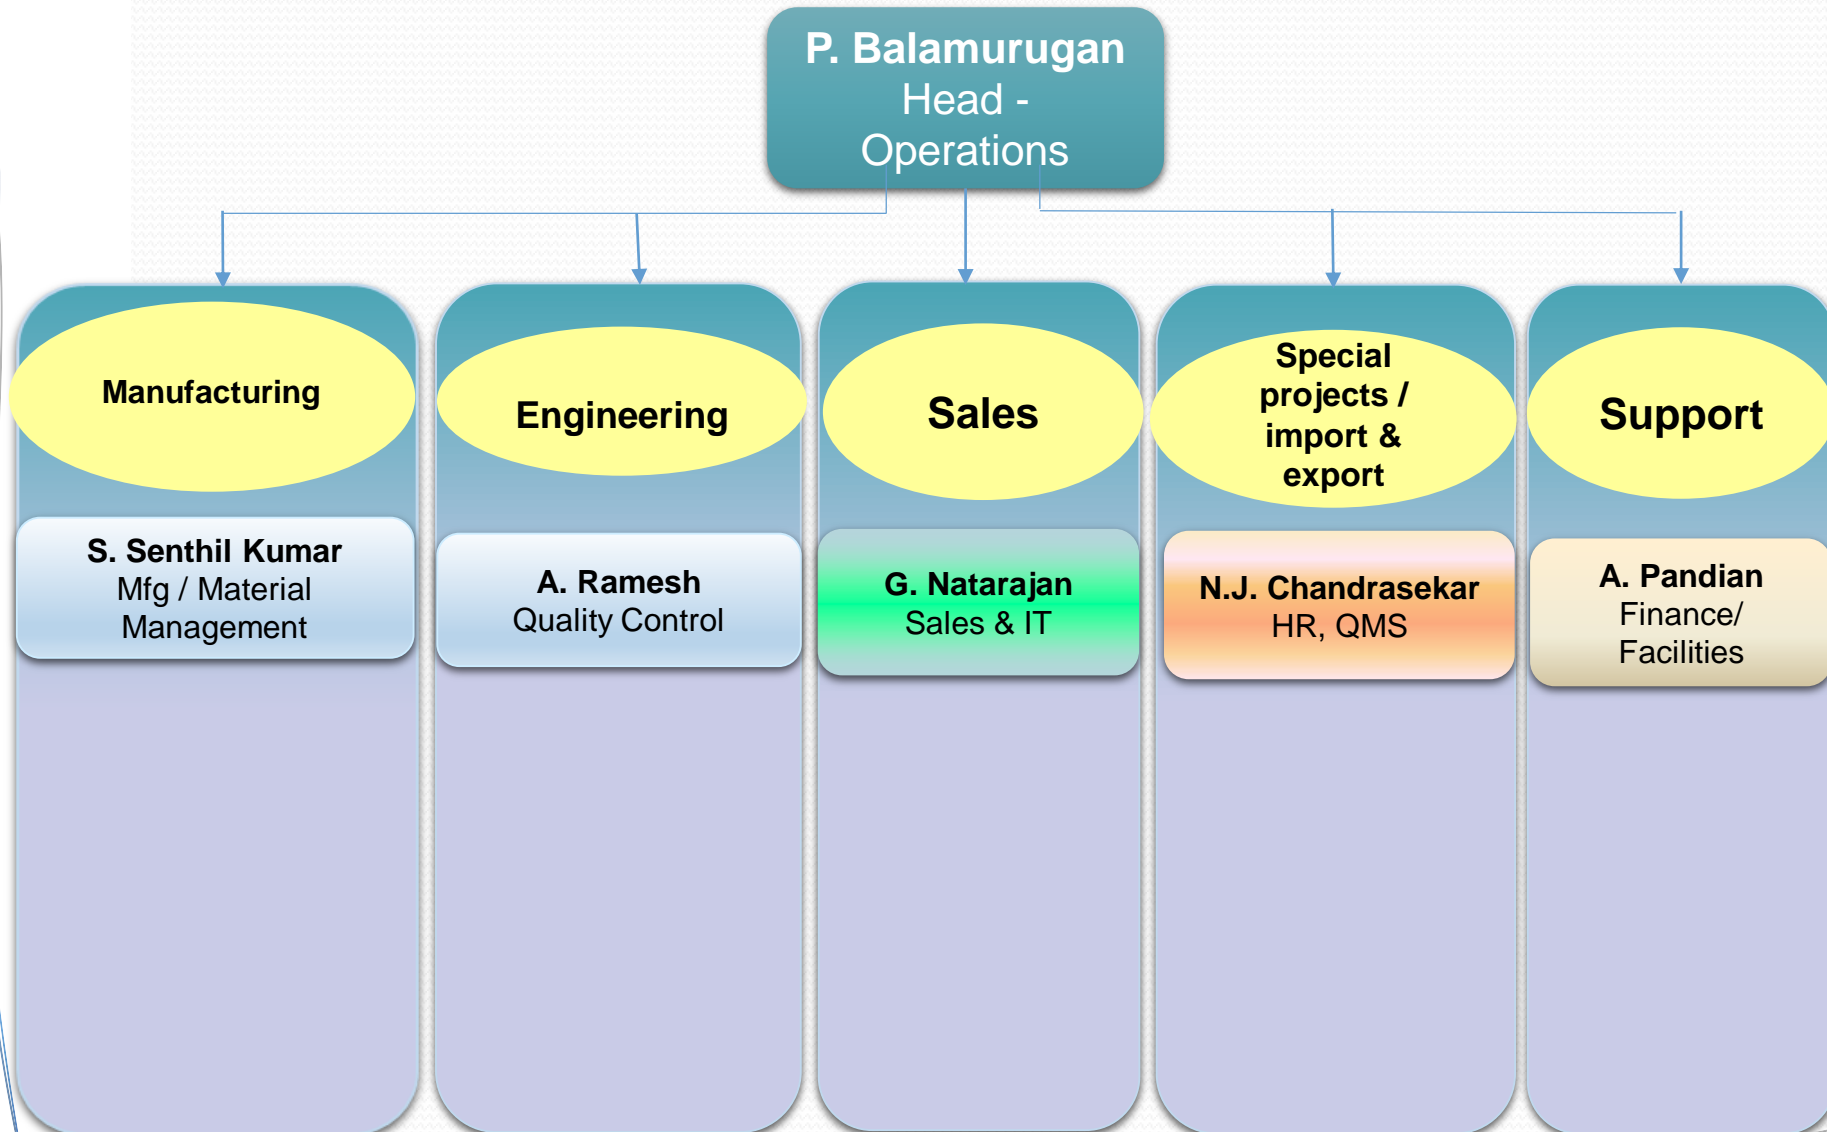 P. Balamurugan
Head -
Operations
Manufacturing
Engineering
Sales
Special
projects /
import &
export
Support
S. Senthil Kumar
Mfg / Material
Management
A. Ramesh
Quality Control
G. Natarajan
Sales & IT
N.J. Chandrasekar
HR, QMS
A. Pandian
Finance/
Facilities